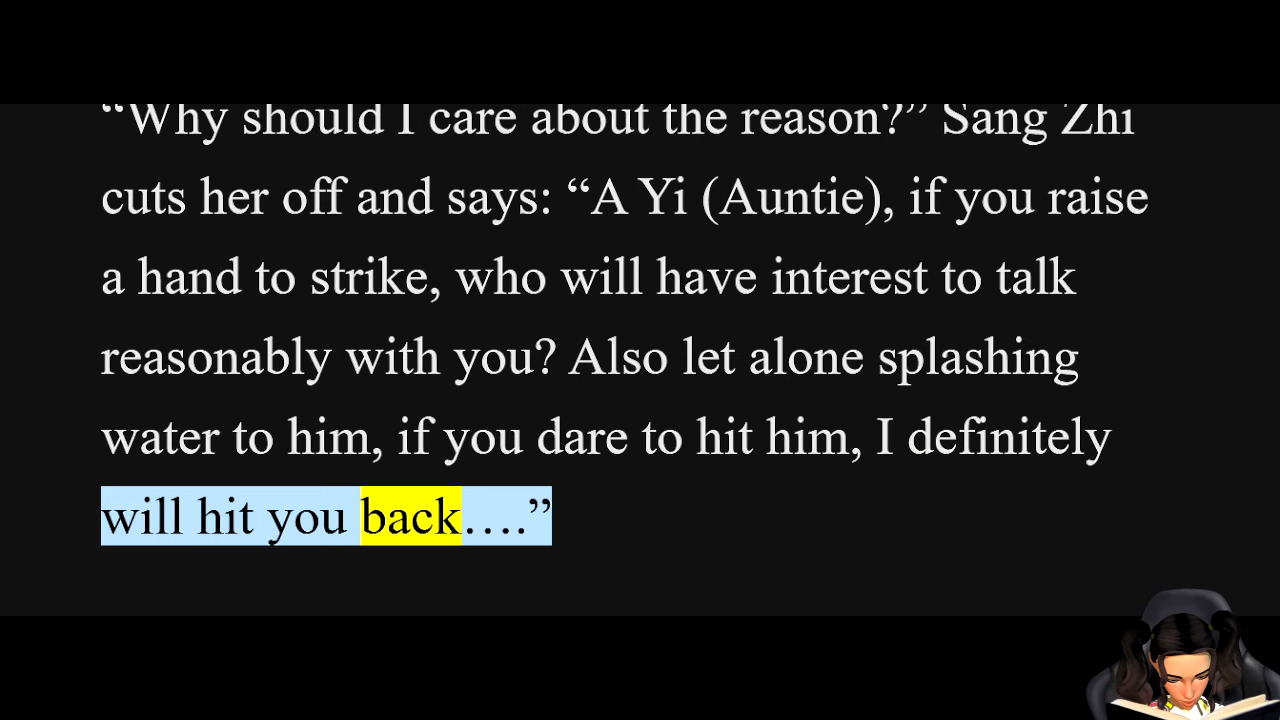 “Why should I care about the reason?” Sang Zhi
cuts her off and says: “A Yi (Auntie), if you raise
a hand to strike, who will have interest to talk
reasonably with you? Also let alone splashing
water to him, if you dare to hit him, I definitely
will hit you back….”